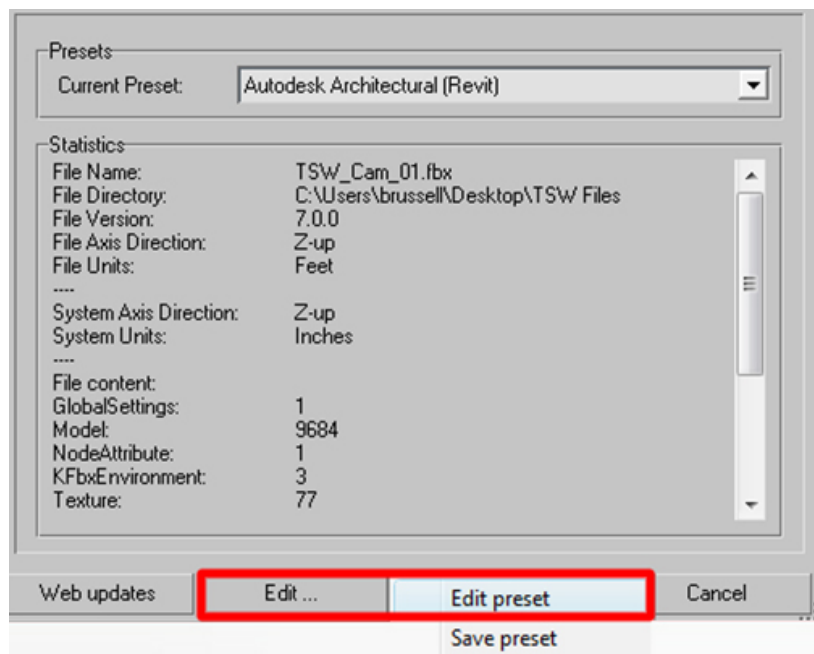 Presets
Current Preset: Autodesk Architectural (Revit)
Statistics
File Name: TSW_Cam_01.fbx
File Directory: C:\Users\brussell\Desktop\TSW Files
File Version: 7.0.0
File Axis Direction: Z-up
File Units: Feet
----
System Axis Direction: Z-up
System Units: Inches
----
File content:
GlobalSettings: 1
Model: 9684
NodeAttribute: 1
KFbxEnvironment: 3
Texture: 77
Web updates Edit ... Edit preset Cancel
Save preset